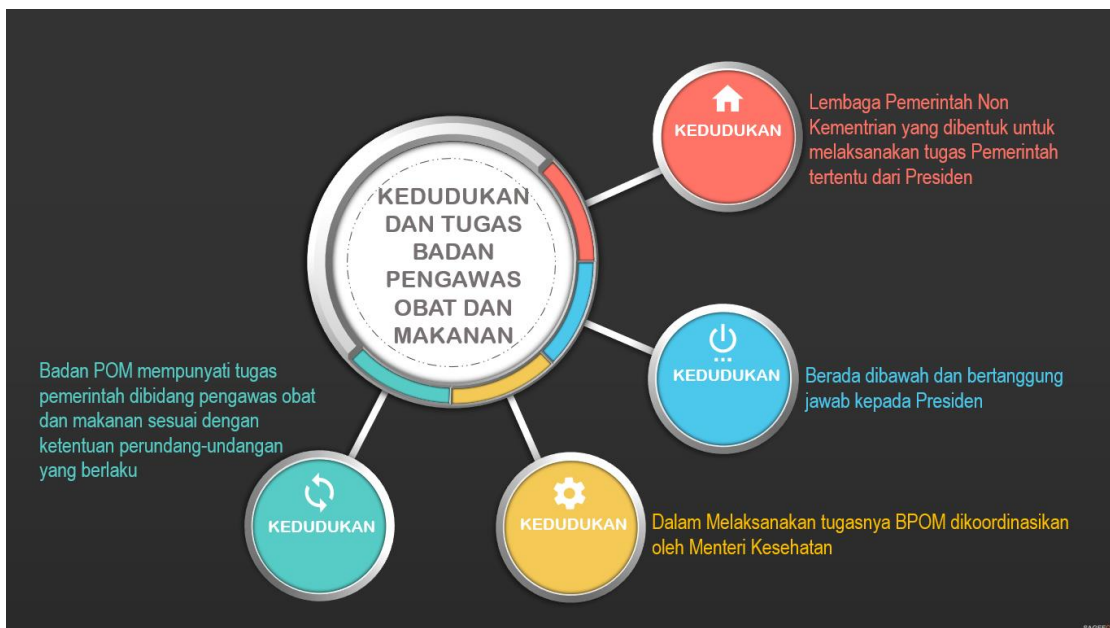 KEDUDUKAN
DAN TUGAS
BADAN
PENGAWAS
OBAT DAN
MAKANAN
KEDUDUKAN
Lembaga Pemerintah Non
Kementrian yang dibentuk untuk
melaksanakan tugas Pemerintah
tertentu dari Presiden
KEDUDUKAN
Berada dibawah dan bertanggung
jawab kepada Presiden
KEDUDUKAN
Dalam Melaksanakan tugasnya BPOM dikoordinasikan
oleh Menteri Kesehatan
KEDUDUKAN
Badan POM mempunyati tugas
pemerintah dibidang pengawas obat
dan makanan sesuai dengan
ketentuan perundang-undangan
yang berlaku